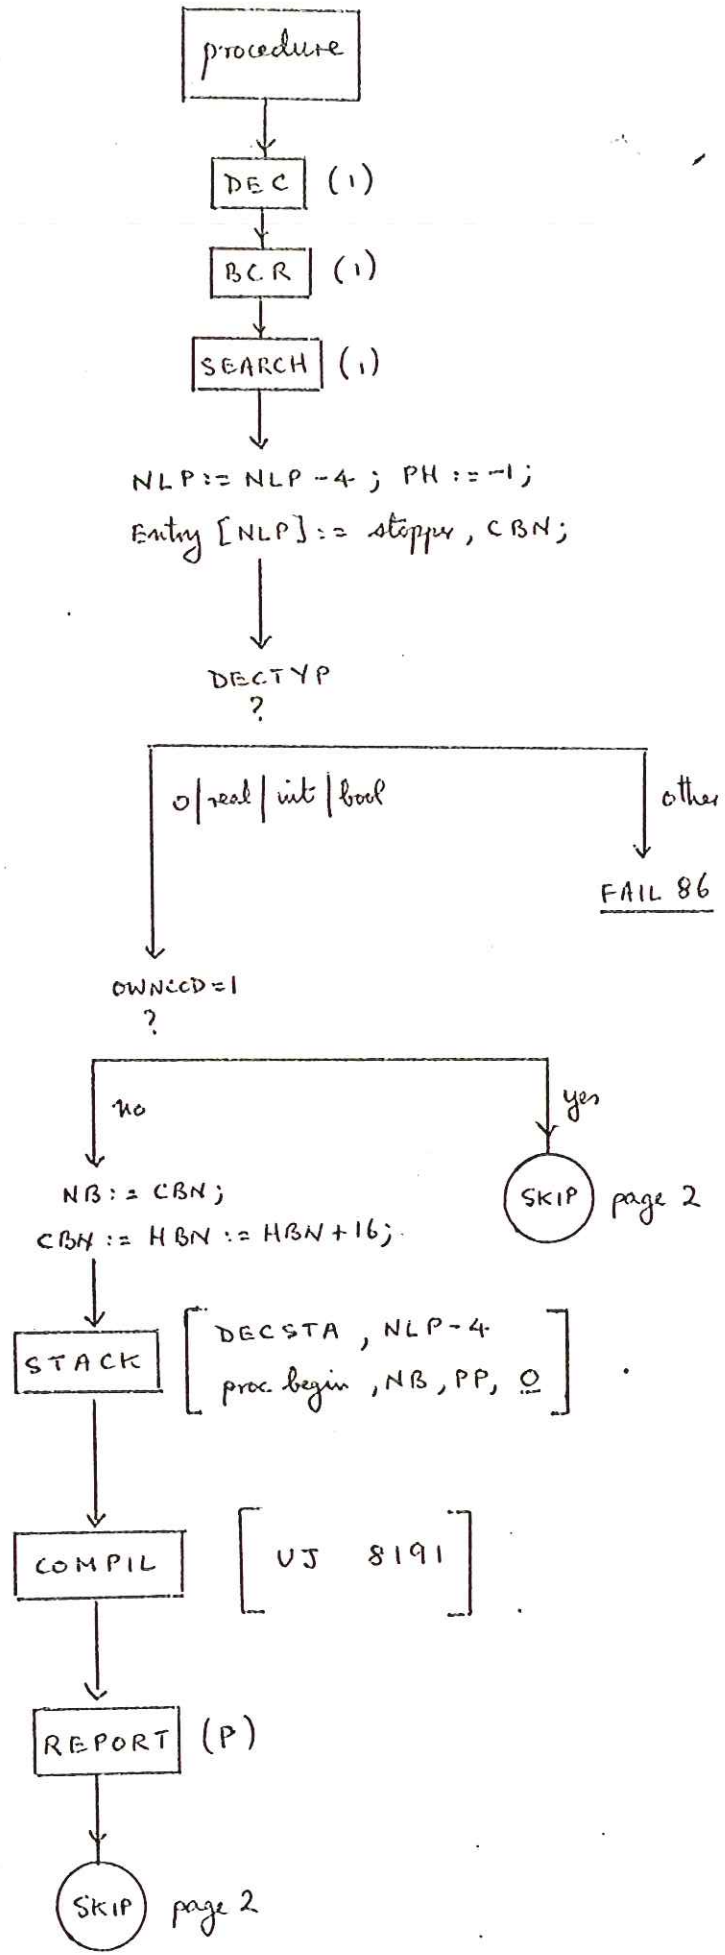 procedure
DEC (1)
BCR (1)
SEARCH (1)
NLP := NLP - 4 ; PH := -1 ;
Entry [NLP] := stopper, CBN ;
DECTYP
?
0 | real | int | bool
other
FAIL 86
OWNCCD = 1
?
no
yes
NB := CBN ;
SKIP page 2
CBN := HBN := HBN + 16 ;
STACK [ DECSTA , NLP - 4
proc begin , NB , PP , 0 ]
COMPIL [ UJ 8191 ]
REPORT (P)
SKIP page 2